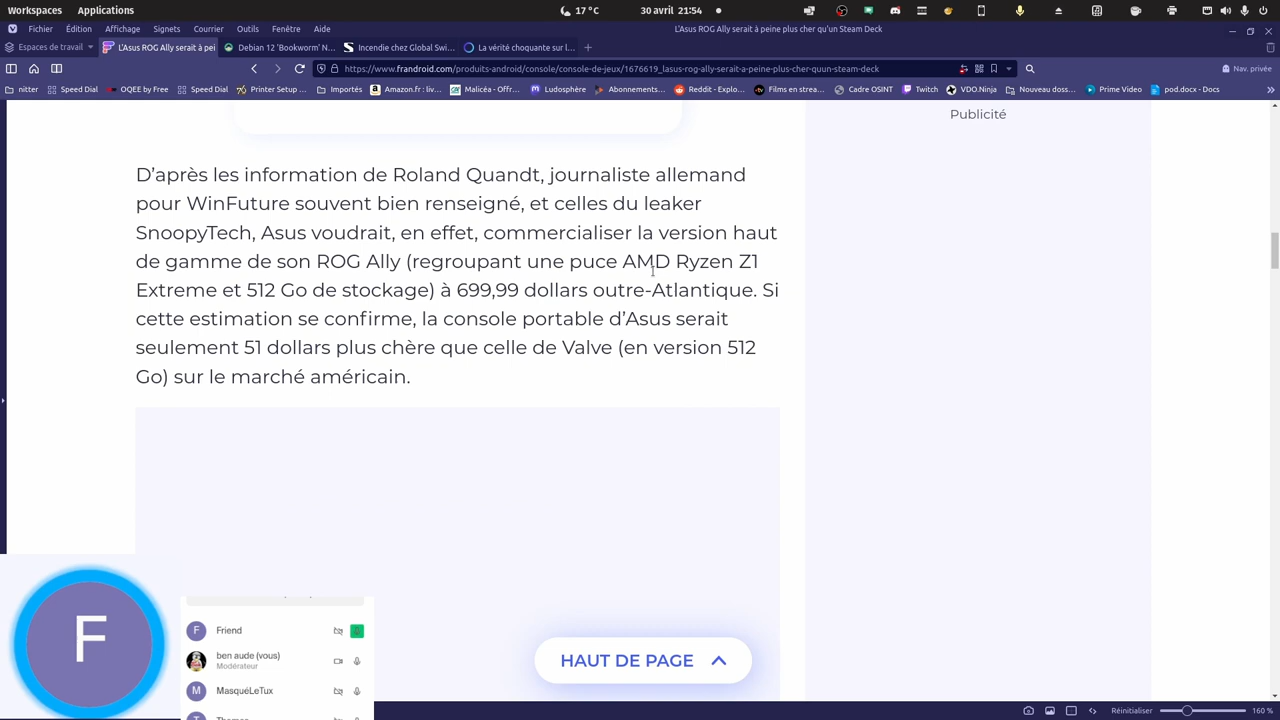 Workspaces Applications 17 °C 30 avril 21:54
Fichier Édition Affichage Signets Courrier Outils Fenêtre Aide L'Asus ROG Ally serait à peine plus cher qu'un Steam Deck
Espaces de travail L'Asus ROG Ally serait à pei Debian 12 'Bookworm' N... Incendie chez Global Swi... La vérité choquante sur l...
https://www.frandroid.com/produits-android/console/console-de-jeux/1676619_lasus-rog-ally-serait-a-peine-plus-cher-quun-steam-deck Nav. privée
nitter Speed Dial OQEE by Free Speed Dial Printer Setup ... Importés Amazon.fr : liv... Malicéa - Offr... Ludosphère Abonnements... Reddit - Explo... Films en strea... Cadre OSINT Twitch VDO.Ninja Nouveau doss... Prime Video pod.docx - Docs
Publicité
D'après les information de Roland Quandt, journaliste allemand
pour WinFuture souvent bien renseigné, et celles du leaker
SnoopyTech, Asus voudrait, en effet, commercialiser la version haut
de gamme de son ROG Ally (regroupant une puce AMD Ryzen Z1
Extreme et 512 Go de stockage) à 699,99 dollars outre-Atlantique. Si
cette estimation se confirme, la console portable d'Asus serait
seulement 51 dollars plus chère que celle de Valve (en version 512
Go) sur le marché américain.
HAUT DE PAGE
F
F Friend
ben aude (vous)
Modérateur
M MasquéLeTux
Réinitialiser 160 %